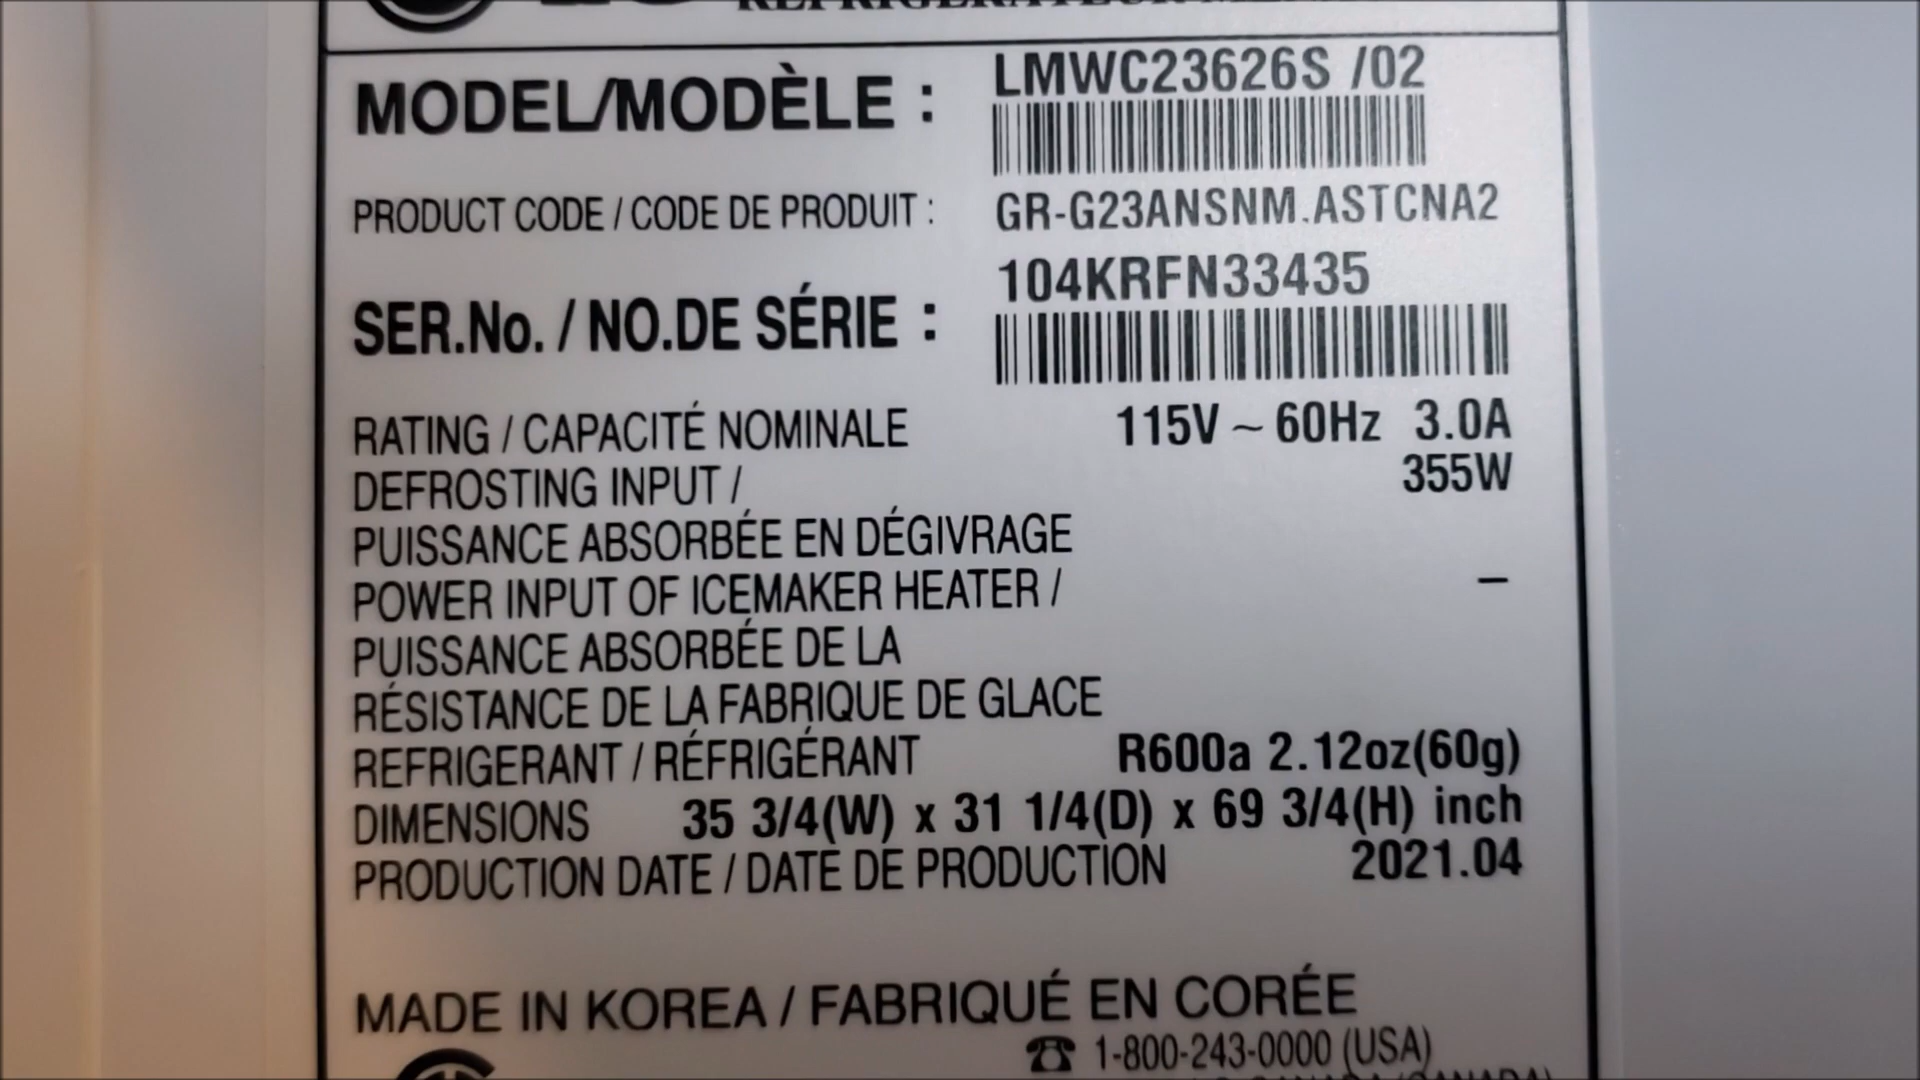 MODEL/MODÈLE : LMWC23626S /02
PRODUCT CODE / CODE DE PRODUIT : GR-G23ANSNM.ASTCNA2
SER.No. / NO.DE SÉRIE : 104KRFN33435
RATING / CAPACITÉ NOMINALE 115V ~ 60Hz 3.0A
DEFROSTING INPUT / 355W
PUISSANCE ABSORBÉE EN DÉGIVRAGE
POWER INPUT OF ICEMAKER HEATER / –
PUISSANCE ABSORBÉE DE LA
RÉSISTANCE DE LA FABRIQUE DE GLACE
REFRIGERANT / RÉFRIGÉRANT R600a 2.12oz(60g)
DIMENSIONS 35 3/4(W) x 31 1/4(D) x 69 3/4(H) inch
PRODUCTION DATE / DATE DE PRODUCTION 2021.04
MADE IN KOREA / FABRIQUÉ EN CORÉE
☎ 1-800-243-0000 (USA)